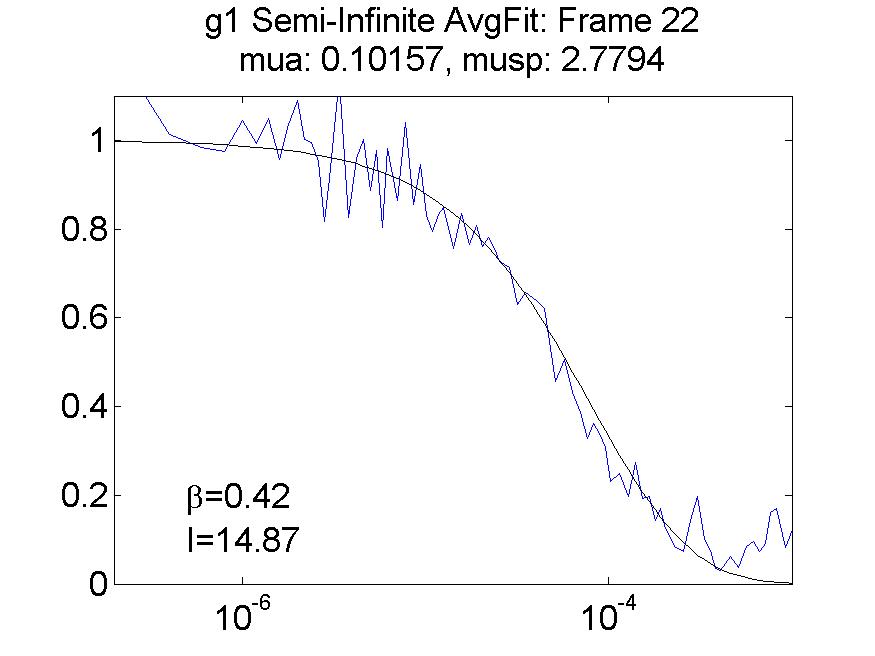 g1 Semi-Infinite AvgFit: Frame 22
mua: 0.10157, musp: 2.7794
1
0.8
0.6
0.4
0.2
0
β=0.42
I=14.87
10^-6
10^-4